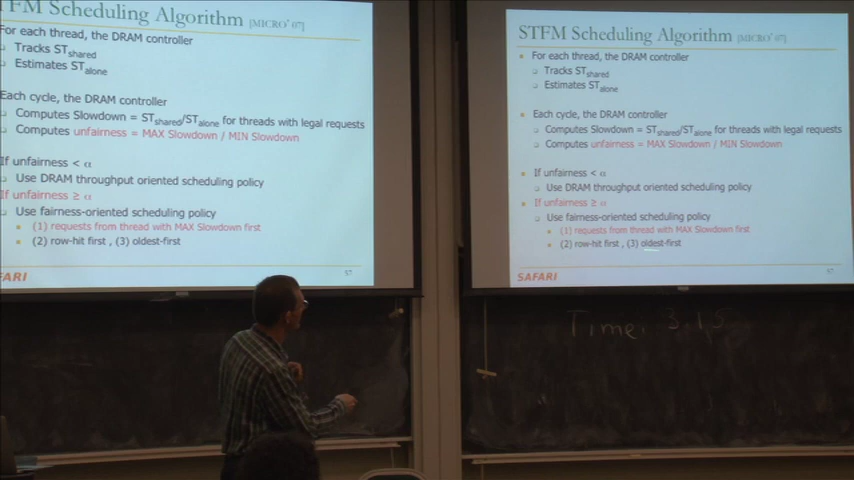 STFM Scheduling Algorithm [MICRO' 07]
For each thread, the DRAM controller
Tracks STshared
Estimates STalone
Each cycle, the DRAM controller
Computes Slowdown = STshared/STalone for threads with legal requests
Computes unfairness = MAX Slowdown / MIN Slowdown
If unfairness < α
Use DRAM throughput oriented scheduling policy
If unfairness ≥ α
Use fairness-oriented scheduling policy
(1) requests from thread with MAX Slowdown first
(2) row-hit first , (3) oldest-first
SAFARI
57
TFM Scheduling Algorithm [MICRO' 07]
For each thread, the DRAM controller
Tracks STshared
Estimates STalone
Each cycle, the DRAM controller
Computes Slowdown = STshared/STalone for threads with legal requests
Computes unfairness = MAX Slowdown / MIN Slowdown
If unfairness < α
Use DRAM throughput oriented scheduling policy
If unfairness ≥ α
Use fairness-oriented scheduling policy
(1) requests from thread with MAX Slowdown first
(2) row-hit first , (3) oldest-first
FARI
57
Time: 3.15